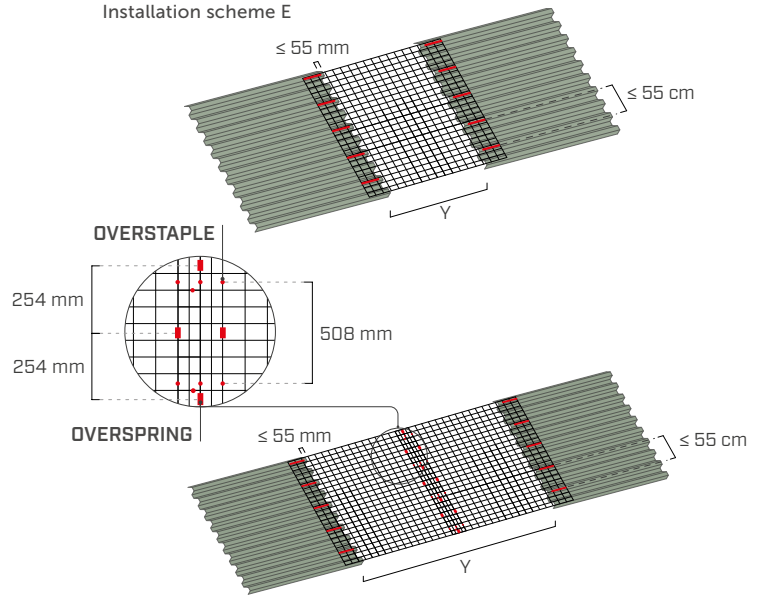 Installation scheme E
≤ 55 mm
≤ 55 cm
Y
OVERSTAPLE
254 mm
508 mm
254 mm
OVERSPRING
≤ 55 mm
≤ 55 cm
Y